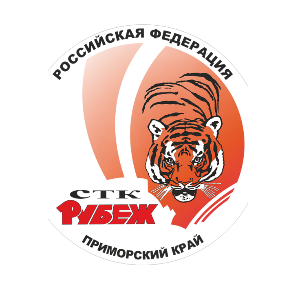 РОССИЙСКАЯ ФЕДЕРАЦИЯ
СТК
РУБЕЖ
ПРИМОРСКИЙ КРАЙ